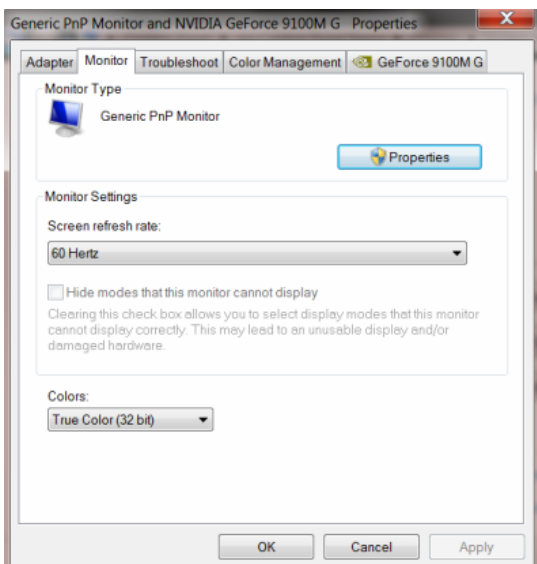 Generic PnP Monitor and NVIDIA GeForce 9100M G Properties
X
Adapter Monitor Troubleshoot Color Management GeForce 9100M G
Monitor Type
Generic PnP Monitor
Properties
Monitor Settings
Screen refresh rate:
60 Hertz
Hide modes that this monitor cannot display
Clearing this check box allows you to select display modes that this monitor
cannot display correctly. This may lead to an unusable display and/or
damaged hardware.
Colors:
True Color (32 bit)
OK Cancel Apply